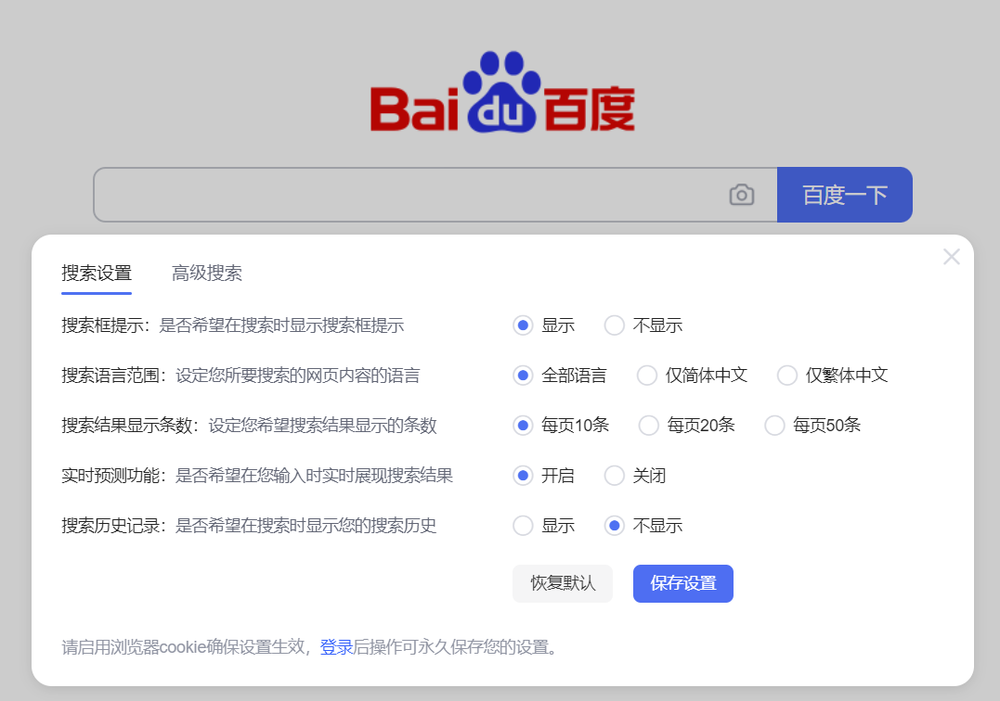 Baidu百度
百度一下
搜索设置 高级搜索
搜索框提示：是否希望在搜索时显示搜索框提示 显示 不显示
搜索语言范围：设定您所要搜索的网页内容的语言 全部语言 仅简体中文 仅繁体中文
搜索结果显示条数：设定您希望搜索结果显示的条数 每页10条 每页20条 每页50条
实时预测功能：是否希望在您输入时实时展现搜索结果 开启 关闭
搜索历史记录：是否希望在搜索时显示您的搜索历史 显示 不显示
恢复默认 保存设置
请启用浏览器cookie确保设置生效，登录后操作可永久保存您的设置。